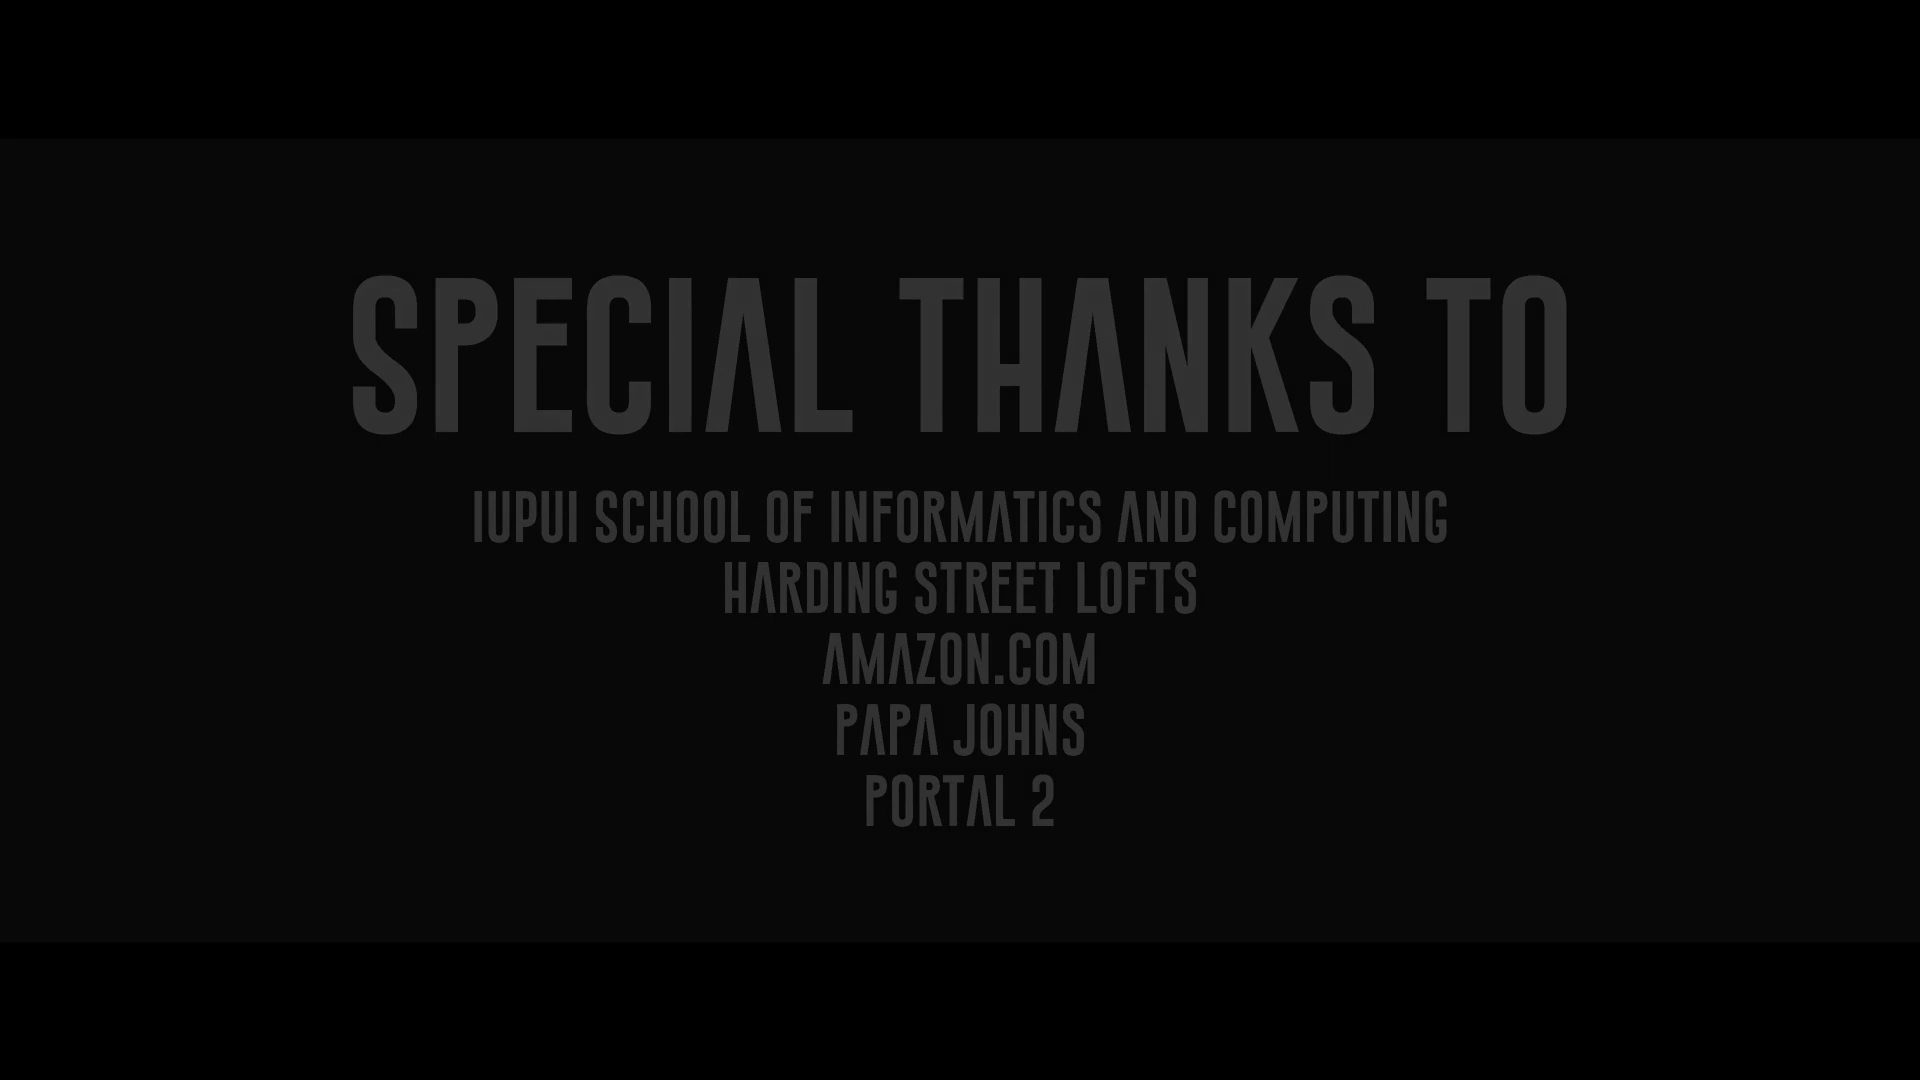 SPECIAL THANKS TO
IUPUI SCHOOL OF INFORMATICS AND COMPUTING
HARDING STREET LOFTS
AMAZON.COM
PAPA JOHNS
PORTAL 2